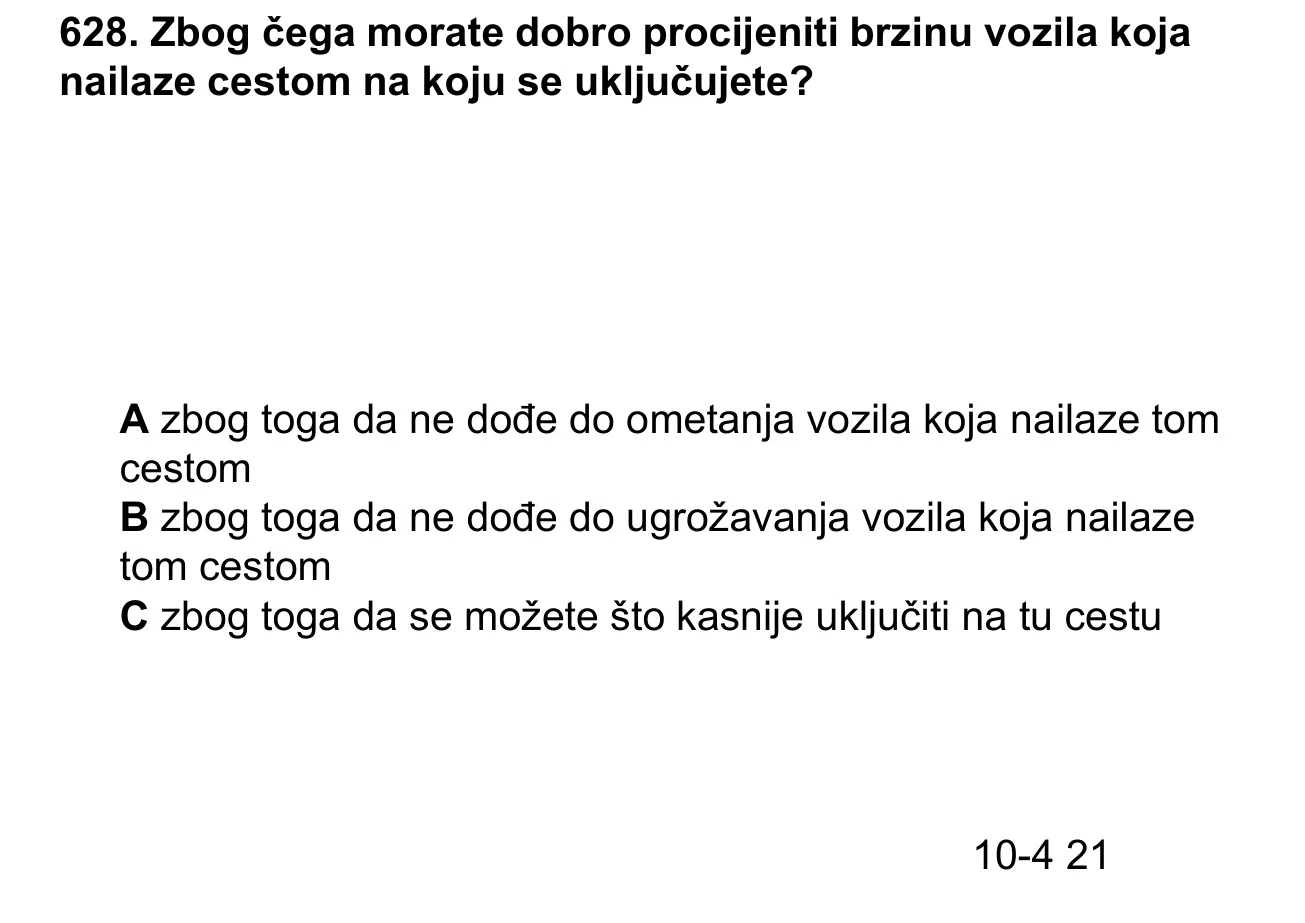 628. Zbog čega morate dobro procijeniti brzinu vozila koja
nailaze cestom na koju se uključujete?
A zbog toga da ne dođe do ometanja vozila koja nailaze tom
cestom
B zbog toga da ne dođe do ugrožavanja vozila koja nailaze
tom cestom
C zbog toga da se možete što kasnije uključiti na tu cestu
10-4 21